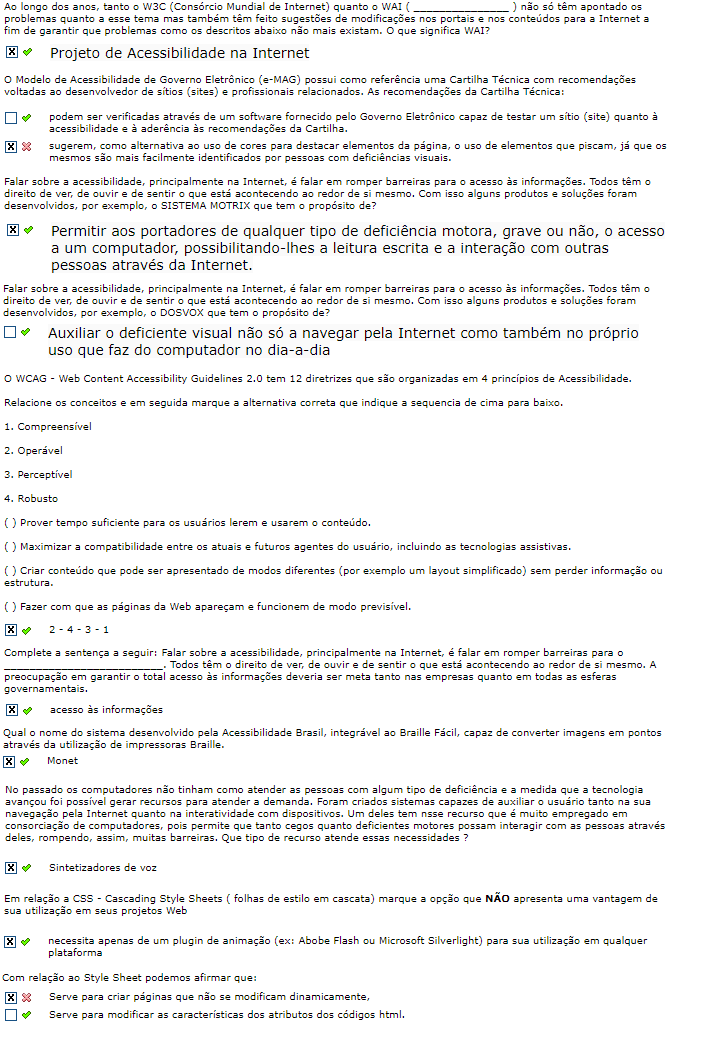 Ao longo dos anos, tanto o W3C (Consórcio Mundial de Internet) quanto o WAI ( ________________ ) não só têm apontado os
problemas quanto a esse tema mas também têm feito sugestões de modificações nos portais e nos conteúdos para a Internet a
fim de garantir que problemas como os descritos abaixo não mais existam. O que significa WAI?
Projeto de Acessibilidade na Internet
O Modelo de Acessibilidade de Governo Eletrônico (e-MAG) possui como referência uma Cartilha Técnica com recomendações
voltadas ao desenvolvedor de sítios (sites) e profissionais relacionados. As recomendações da Cartilha Técnica:
podem ser verificadas através de um software fornecido pelo Governo Eletrônico capaz de testar um sítio (site) quanto à
acessibilidade e à aderência às recomendações da Cartilha.
sugerem, como alternativa ao uso de cores para destacar elementos da página, o uso de elementos que piscam, já que os
mesmos são mais facilmente identificados por pessoas com deficiências visuais.
Falar sobre a acessibilidade, principalmente na Internet, é falar em romper barreiras para o acesso às informações. Todos têm o
direito de ver, de ouvir e de sentir o que está acontecendo ao redor de si mesmo. Com isso alguns produtos e soluções foram
desenvolvidos, por exemplo, o SISTEMA MOTRIX que tem o propósito de?
Permitir aos portadores de qualquer tipo de deficiência motora, grave ou não, o acesso
a um computador, possibilitando-lhes a leitura escrita e a interação com outras
pessoas através da Internet.
Falar sobre a acessibilidade, principalmente na Internet, é falar em romper barreiras para o acesso às informações. Todos têm o
direito de ver, de ouvir e de sentir o que está acontecendo ao redor de si mesmo. Com isso alguns produtos e soluções foram
desenvolvidos, por exemplo, o DOSVOX que tem o propósito de?
Auxiliar o deficiente visual não só a navegar pela Internet como também no próprio
uso que faz do computador no dia-a-dia
O WCAG - Web Content Accessibility Guidelines 2.0 tem 12 diretrizes que são organizadas em 4 princípios de Acessibilidade.
Relacione os conceitos e em seguida marque a alternativa correta que indique a sequencia de cima para baixo.
1. Compreensível
2. Operável
3. Perceptível
4. Robusto
( ) Prover tempo suficiente para os usuários lerem e usarem o conteúdo.
( ) Maximizar a compatibilidade entre os atuais e futuros agentes do usuário, incluindo as tecnologias assistivas.
( ) Criar conteúdo que pode ser apresentado de modos diferentes (por exemplo um layout simplificado) sem perder informação ou
estrutura.
( ) Fazer com que as páginas da Web apareçam e funcionem de modo previsível.
2 - 4 - 3 - 1
Complete a sentença a seguir: Falar sobre a acessibilidade, principalmente na Internet, é falar em romper barreiras para o
__________________________. Todos têm o direito de ver, de ouvir e de sentir o que está acontecendo ao redor de si mesmo. A
preocupação em garantir o total acesso às informações deveria ser meta tanto nas empresas quanto em todas as esferas
governamentais.
acesso às informações
Qual o nome do sistema desenvolvido pela Acessibilidade Brasil, integrável ao Braille Fácil, capaz de converter imagens em pontos
através da utilização de impressoras Braille.
Monet
No passado os computadores não tinham como atender as pessoas com algum tipo de deficiência e a medida que a tecnologia
avançou foi possível gerar recursos para atender a demanda. Foram criados sistemas capazes de auxiliar o usuário tanto na sua
navegação pela Internet quanto na interatividade com dispositivos. Um deles tem nsse recurso que é muito empregado em
consorciação de computadores, pois permite que tanto cegos quanto deficientes motores possam interagir com as pessoas através
deles, rompendo, assim, muitas barreiras. Que tipo de recurso atende essas necessidades ?
Sintetizadores de voz
Em relação a CSS - Cascading Style Sheets ( folhas de estilo em cascata) marque a opção que NÃO apresenta uma vantagem de
sua utilização em seus projetos Web
necessita apenas de um plugin de animação (ex: Abobe Flash ou Microsoft Silverlight) para sua utilização em qualquer
plataforma
Com relação ao Style Sheet podemos afirmar que:
Serve para criar páginas que não se modificam dinamicamente,
Serve para modificar as características dos atributos dos códigos html.